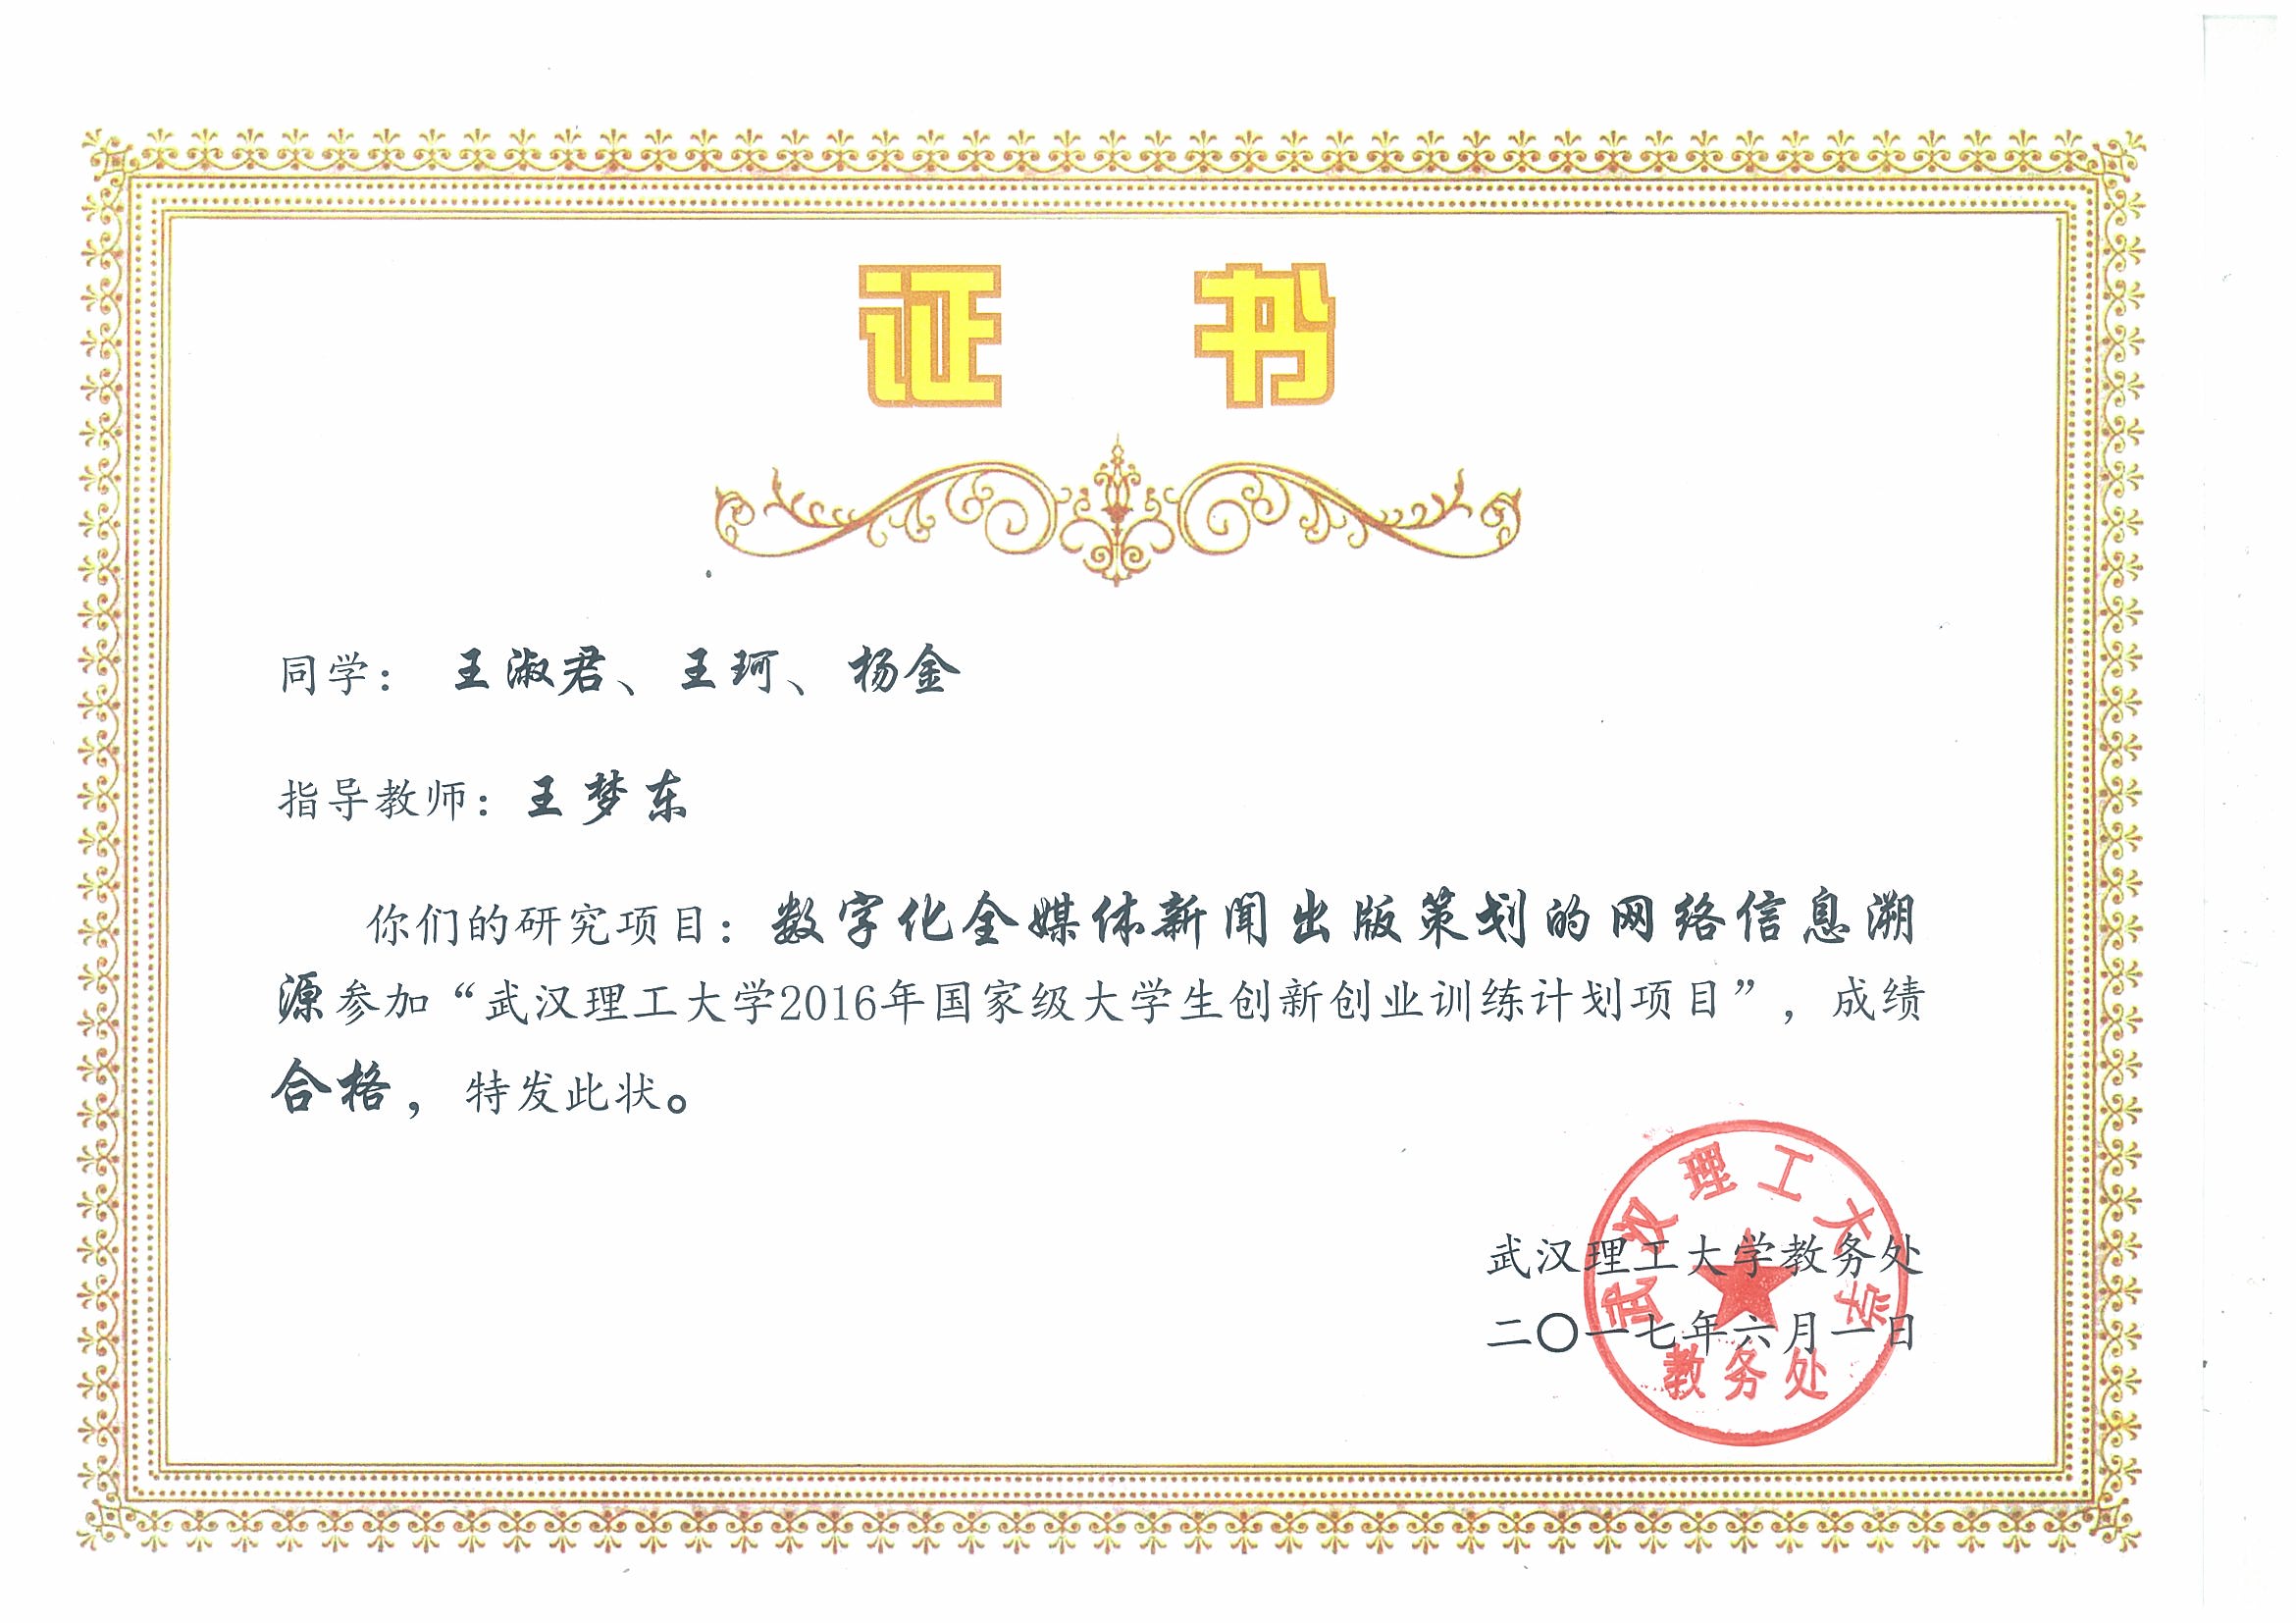 证 书
同学： 王淑君、王珂、杨金
指导教师：王梦东
你们的研究项目：数字化全媒体新闻出版策划的网络信息溯
源参加“武汉理工大学2016年国家级大学生创新创业训练计划项目”，成绩
合格，特发此状。
武汉理工大学
武汉理工大学教务处
二〇一七年六月一日
教务处